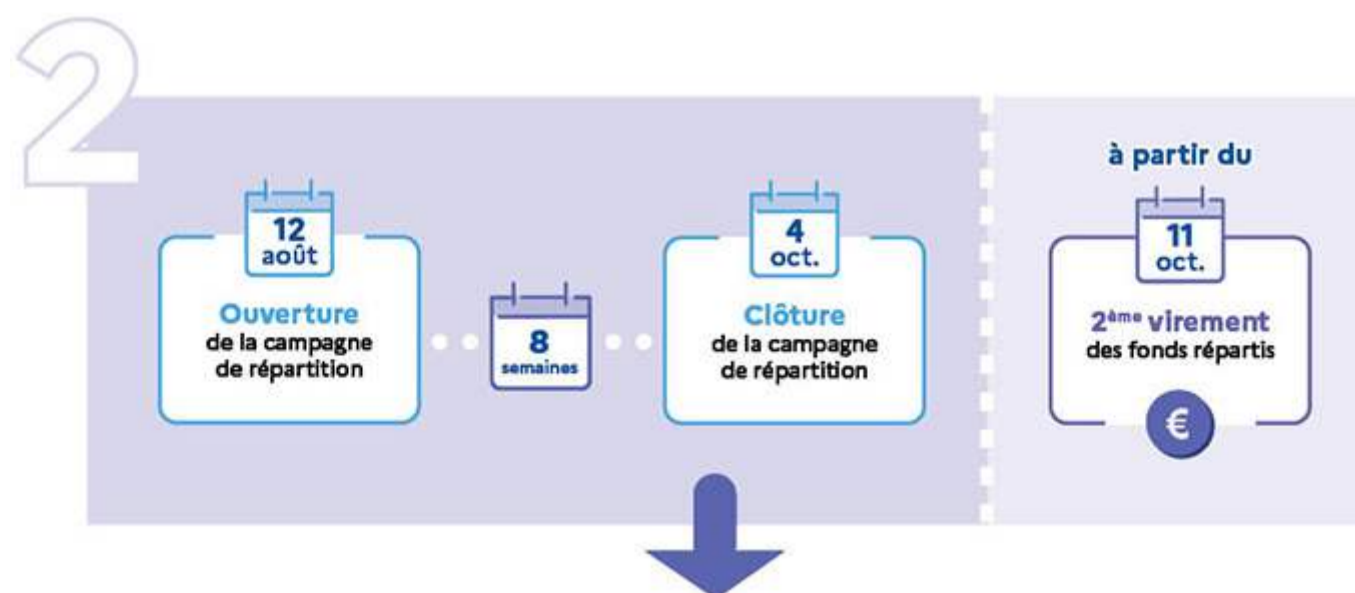 2
12
août
Ouverture
de la campagne
de répartition
8
semaines
4
oct.
Clôture
de la campagne
de répartition
à partir du
11
oct.
2ème virement
des fonds répartis
€